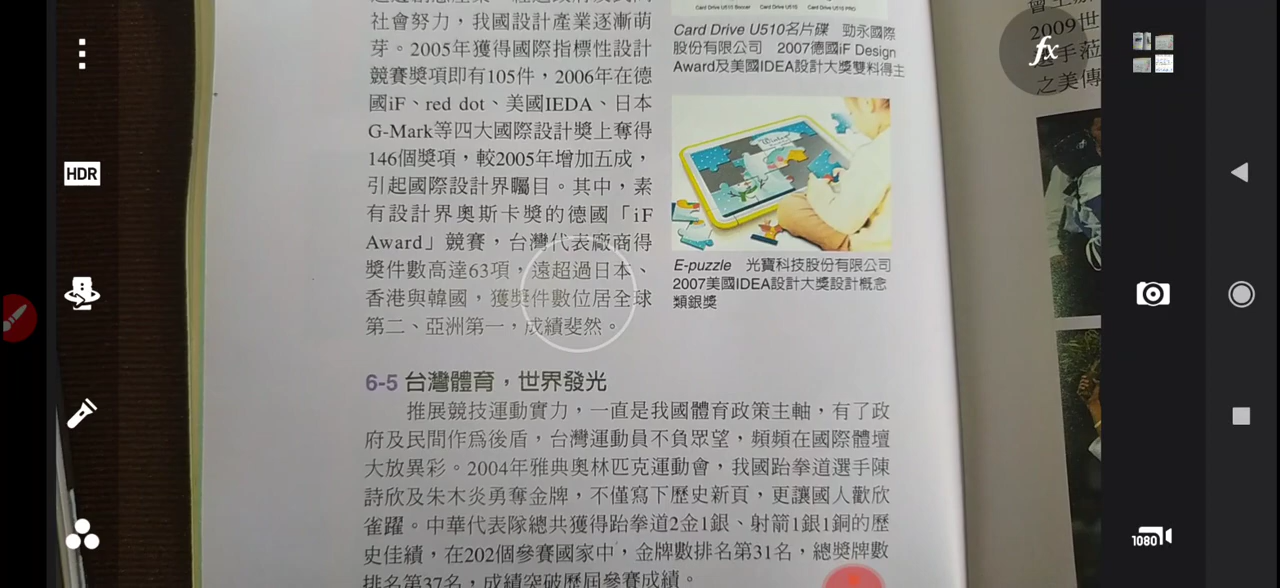 社會努力，我國設計產業逐漸萌
芽。2005年獲得國際指標性設計
競賽獎項即有105件，2006年在德
國iF、red dot、美國IEDA、日本
G-Mark等四大國際設計獎上奪得
146個獎項，較2005年增加五成，
引起國際設計界矚目。其中，素
有設計界奧斯卡獎的德國「iF
Award」競賽，台灣代表廠商得
獎件數高達63項，遠超過日本、
香港與韓國，獲獎件數位居全球
第二、亞洲第一，成績斐然。
Card Drive U510 Boxer Card Drive U510 Card Drive U510 PRO
Card Drive U510名片碟 勁永國際
股份有限公司 2007德國iF Design
Award及美國IDEA設計大獎雙料得主
E-puzzle 光寶科技股份有限公司
2007美國IDEA設計大獎設計概念
類銀獎
6-5 台灣體育，世界發光
推展競技運動實力，一直是我國體育政策主軸，有了政
府及民間作為後盾，台灣運動員不負眾望，頻頻在國際體壇
大放異彩。2004年雅典奧林匹克運動會，我國跆拳道選手陳
詩欣及朱木炎勇奪金牌，不僅寫下歷史新頁，更讓國人歡欣
雀躍。中華代表隊總共獲得跆拳道2金1銀、射箭1銀1銅的歷
史佳績，在202個參賽國家中，金牌數排名第31名，總獎牌數
排名第37名，成績突破歷屆參賽成績。
2009世
選手蒞
之美傳
HDR
fx
1080